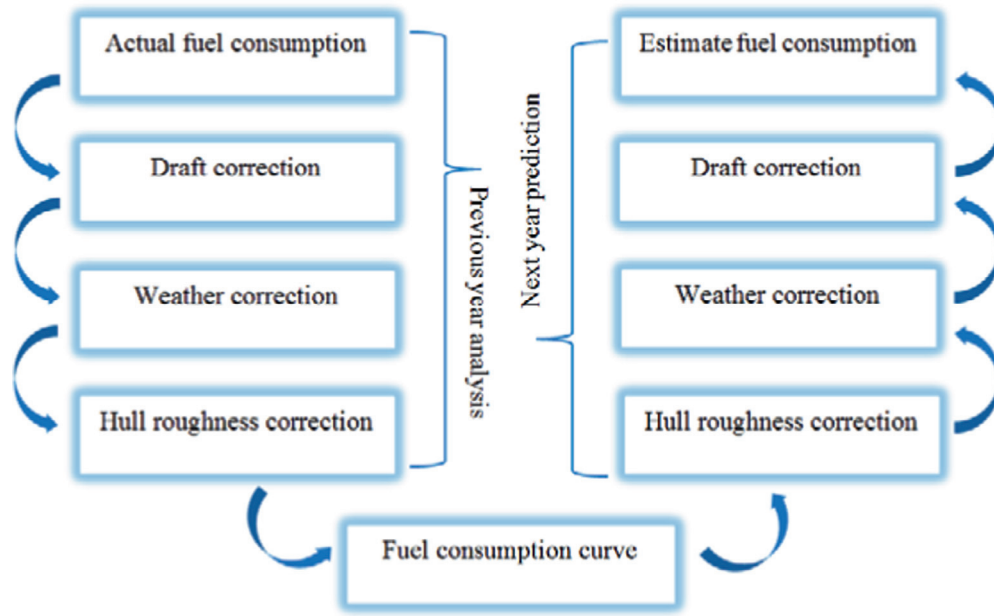 Actual fuel consumption
Draft correction
Weather correction
Hull roughness correction
Previous year analysis
Fuel consumption curve
Next year prediction
Estimate fuel consumption
Draft correction
Weather correction
Hull roughness correction